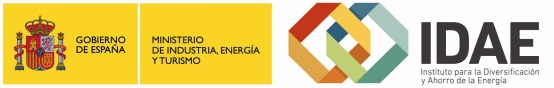 GOBIERNO
DE ESPAÑA
MINISTERIO
DE INDUSTRIA, ENERGÍA
Y TURISMO
IDAE
Instituto para la Diversificación
y Ahorro de la Energía